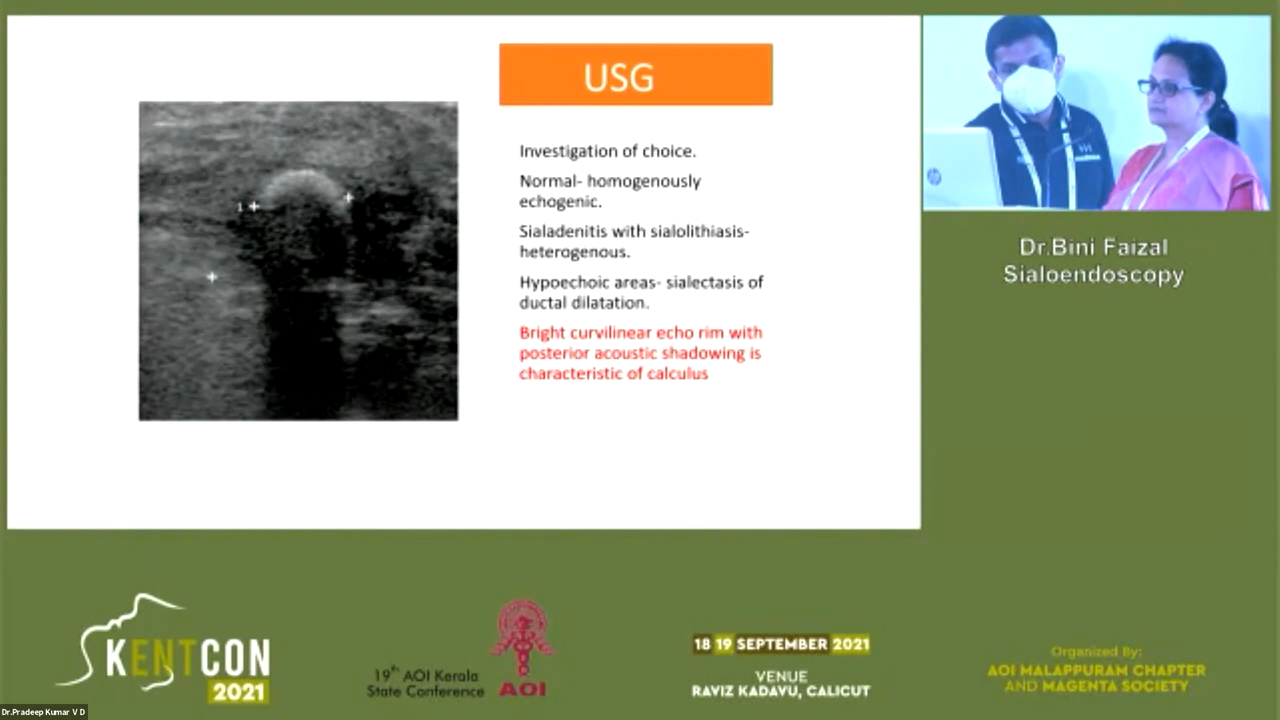 USG
1
Investigation of choice.
Normal- homogenously
echogenic.
Sialadenitis with sialolithiasis-
heterogenous.
Hypoechoic areas- sialectasis of
ductal dilatation.
Bright curvilinear echo rim with
posterior acoustic shadowing is
characteristic of calculus
hp
Dr.Bini Faizal
Sialoendoscopy
KENTCON
2021
19th AOI Kerala
State Conference
AOI
18 19 SEPTEMBER 2021
VENUE
RAVIZ KADAVU, CALICUT
Organized By:
AOI MALAPPURAM CHAPTER
AND MAGENTA SOCIETY
Dr.Pradeep Kumar V D